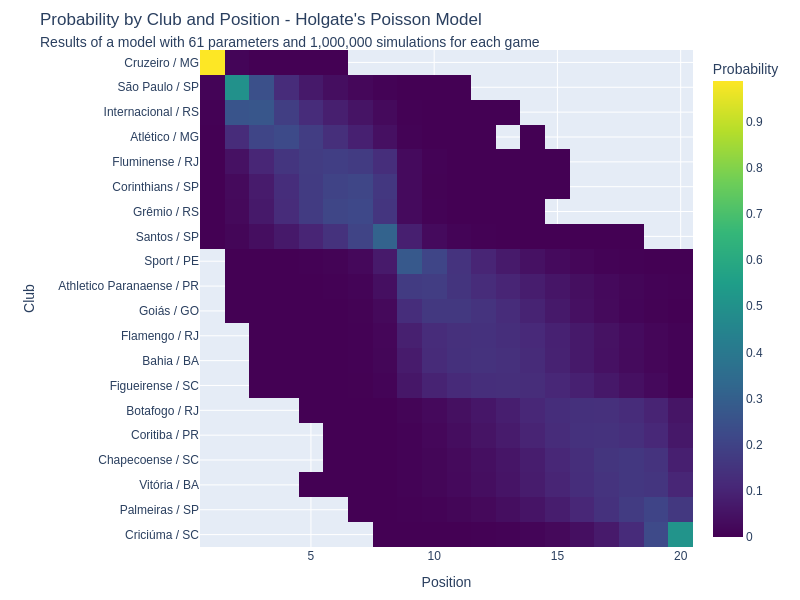 Probability by Club and Position - Holgate's Poisson Model
Results of a model with 61 parameters and 1,000,000 simulations for each game
Probability
Cruzeiro / MG
São Paulo / SP
Internacional / RS
Atlético / MG
Fluminense / RJ
Corinthians / SP
Grêmio / RS
Santos / SP
Sport / PE
Athletico Paranaense / PR
Goiás / GO
Flamengo / RJ
Bahia / BA
Figueirense / SC
Botafogo / RJ
Coritiba / PR
Chapecoense / SC
Vitória / BA
Palmeiras / SP
Criciúma / SC
Club
5
10
15
20
Position
0.9
0.8
0.7
0.6
0.5
0.4
0.3
0.2
0.1
0